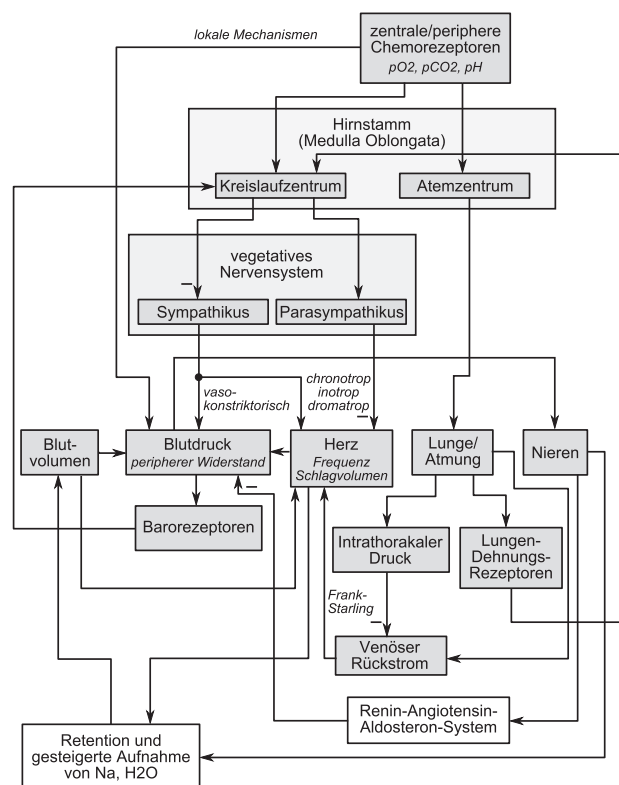 lokale Mechanismen
zentrale/periphere
Chemorezeptoren
pO2, pCO2, pH
Hirnstamm
(Medulla Oblongata)
Kreislaufzentrum
Atemzentrum
vegetatives
Nervensystem
Sympathikus
Parasympathikus
vaso-
konstriktorisch
chronotrop
inotrop
dromatrop
Blut-
volumen
Blutdruck
peripherer Widerstand
Herz
Frequenz
Schlagvolumen
Lunge/
Atmung
Nieren
Barorezeptoren
Intrathorakaler
Druck
Lungen-
Dehnungs-
Rezeptoren
Frank-
Starling
Venöser
Rückstrom
Renin-Angiotensin-
Aldosteron-System
Retention und
gesteigerte Aufnahme
von Na, H2O